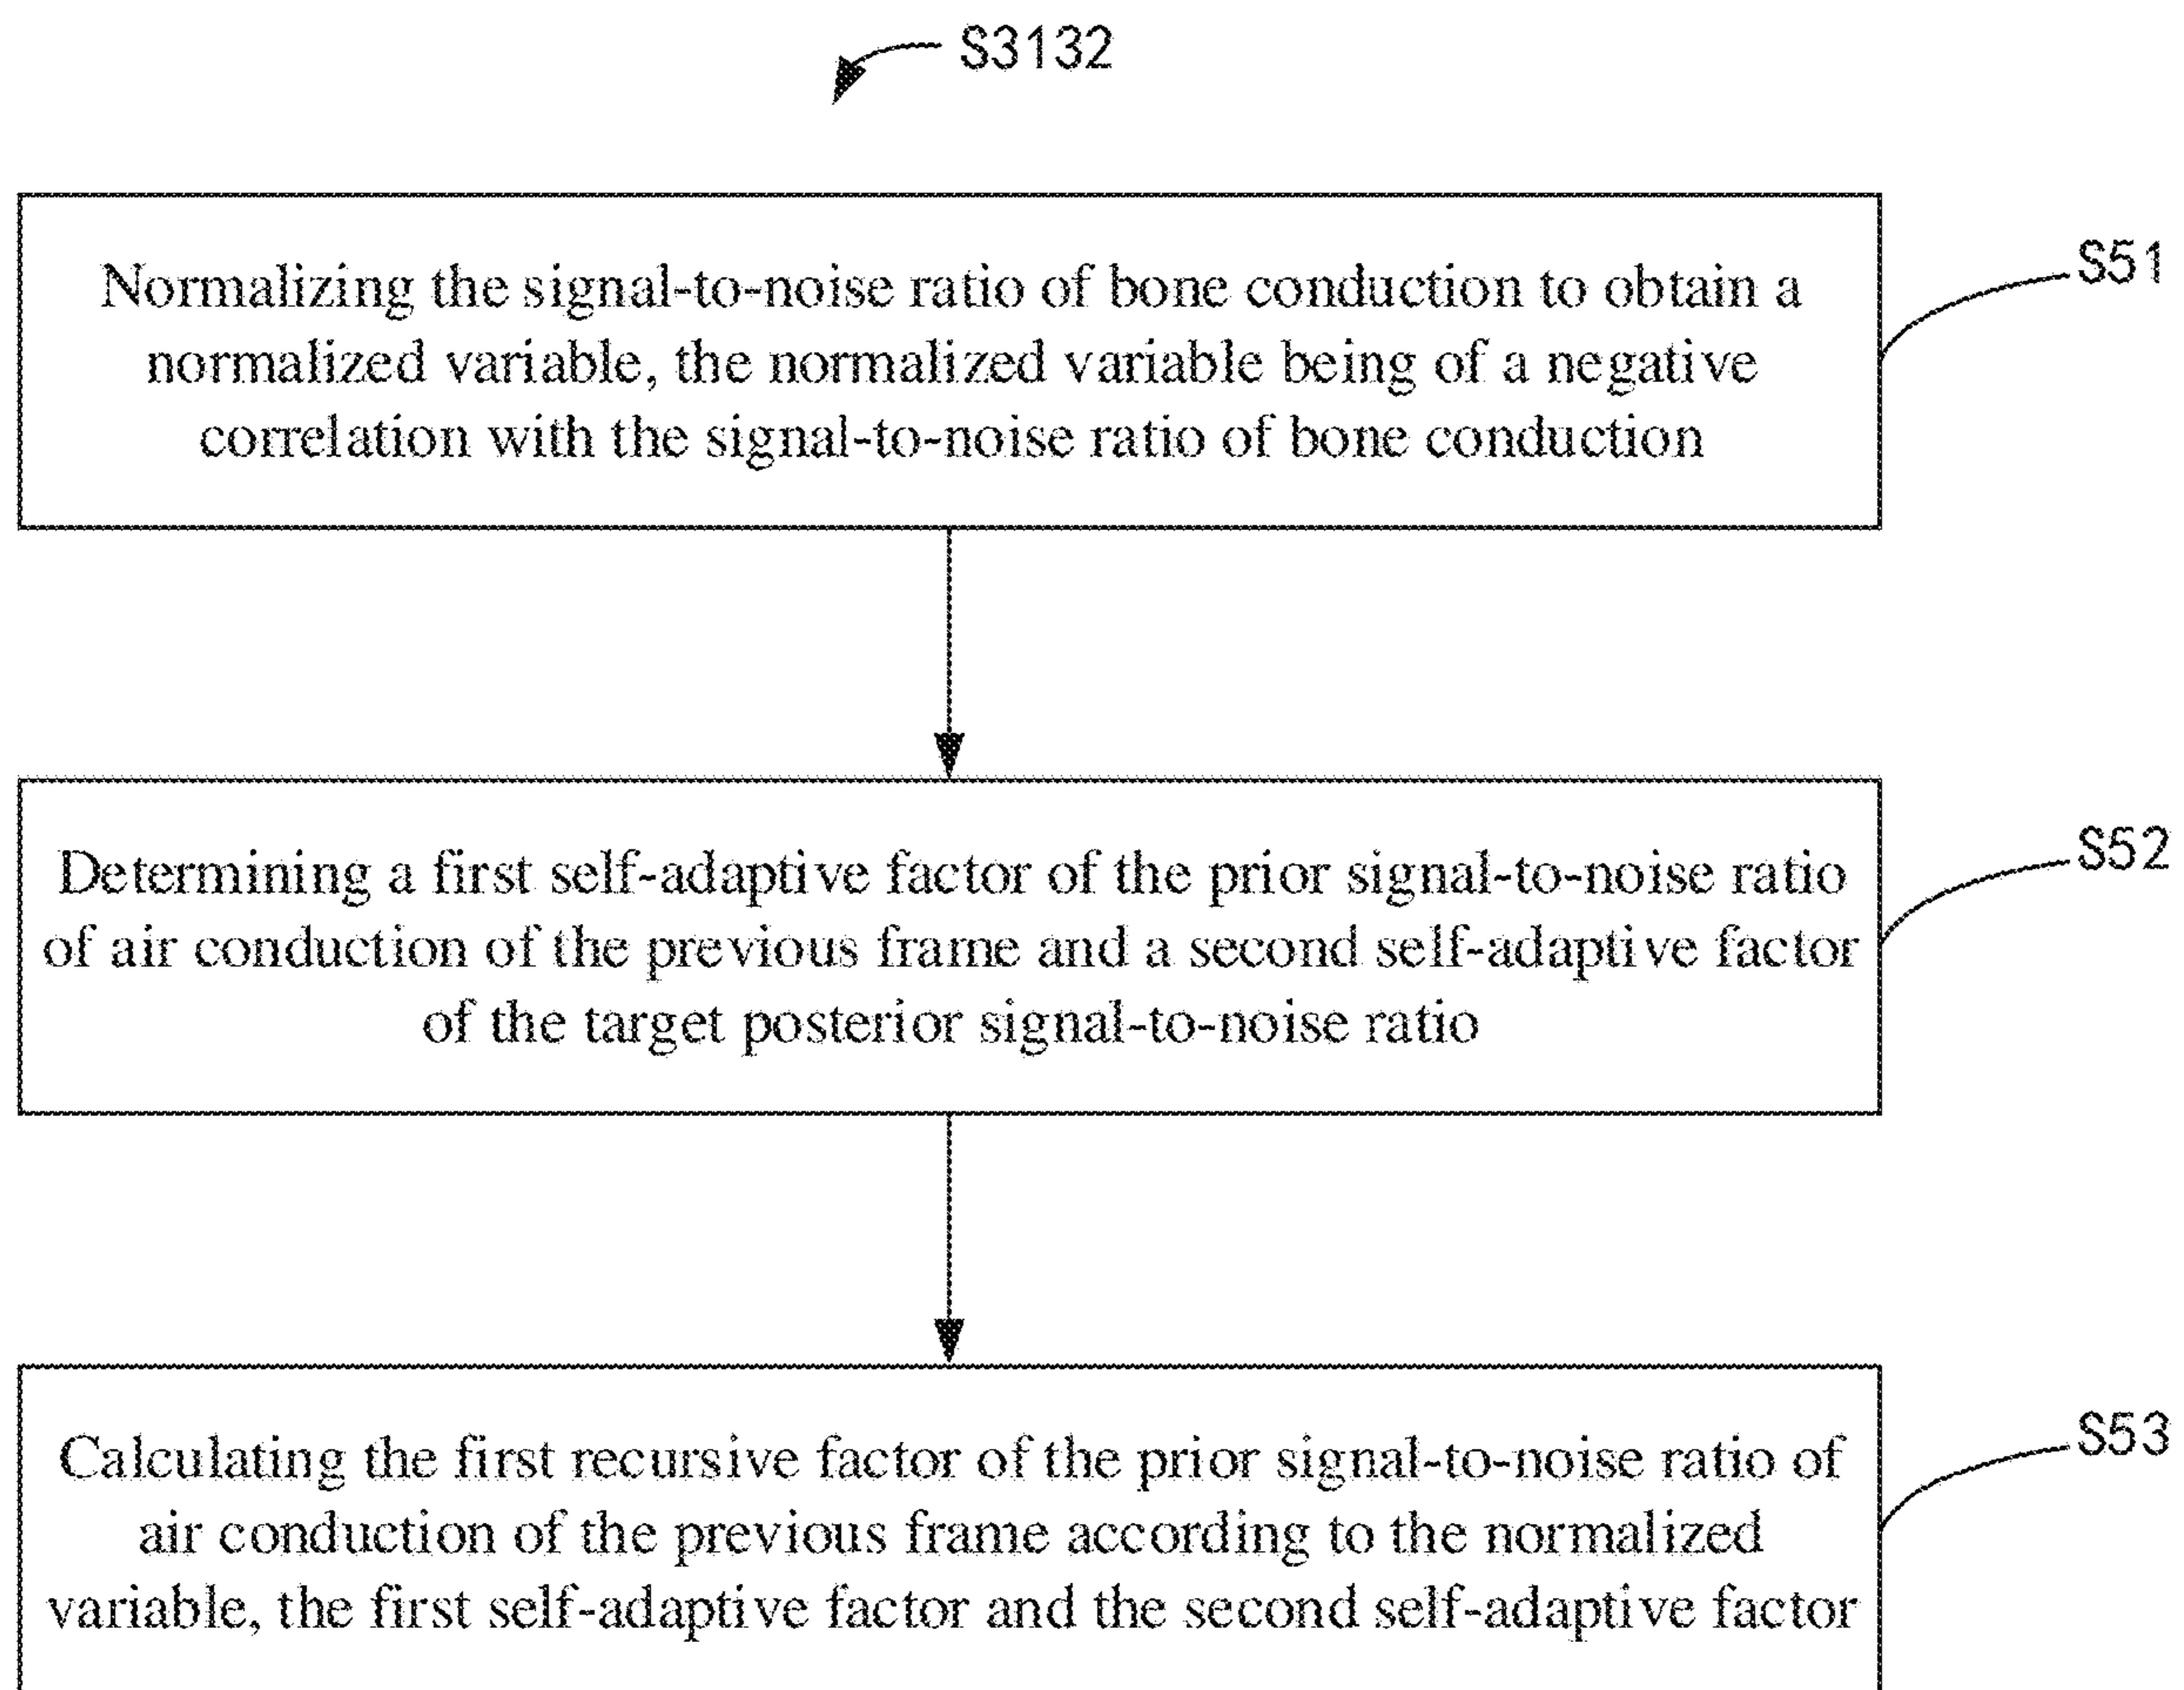 S3132
Normalizing the signal-to-noise ratio of bone conduction to obtain a
normalized variable, the normalized variable being of a negative
correlation with the signal-to-noise ratio of bone conduction
S51
Determining a first self-adaptive factor of the prior signal-to-noise ratio
of air conduction of the previous frame and a second self-adaptive factor
of the target posterior signal-to-noise ratio
S52
Calculating the first recursive factor of the prior signal-to-noise ratio of
air conduction of the previous frame according to the normalized
variable, the first self-adaptive factor and the second self-adaptive factor
S53